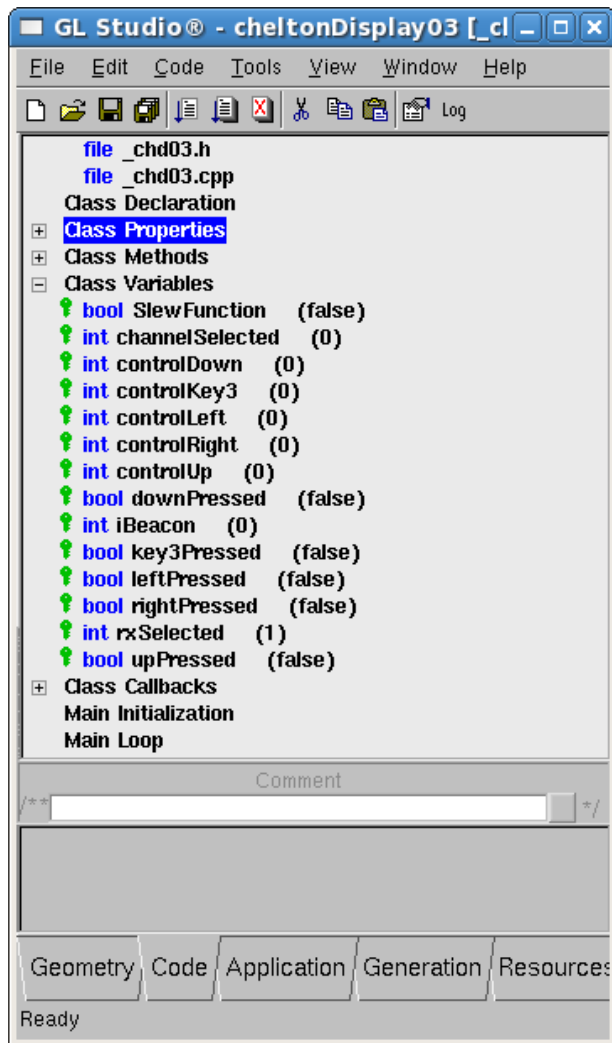 GL Studio® - cheltonDisplay03 [_cl
File Edit Code Tools View Window Help
Log
file _chd03.h
file _chd03.cpp
Class Declaration
Class Properties
Class Methods
Class Variables
bool SlewFunction (false)
int channelSelected (0)
int controlDown (0)
int controlKey3 (0)
int controlLeft (0)
int controlRight (0)
int controlUp (0)
bool downPressed (false)
int iBeacon (0)
bool key3Pressed (false)
bool leftPressed (false)
bool rightPressed (false)
int rxSelected (1)
bool upPressed (false)
Class Callbacks
Main Initialization
Main Loop
Comment
/** */
Geometry Code Application Generation Resources
Ready